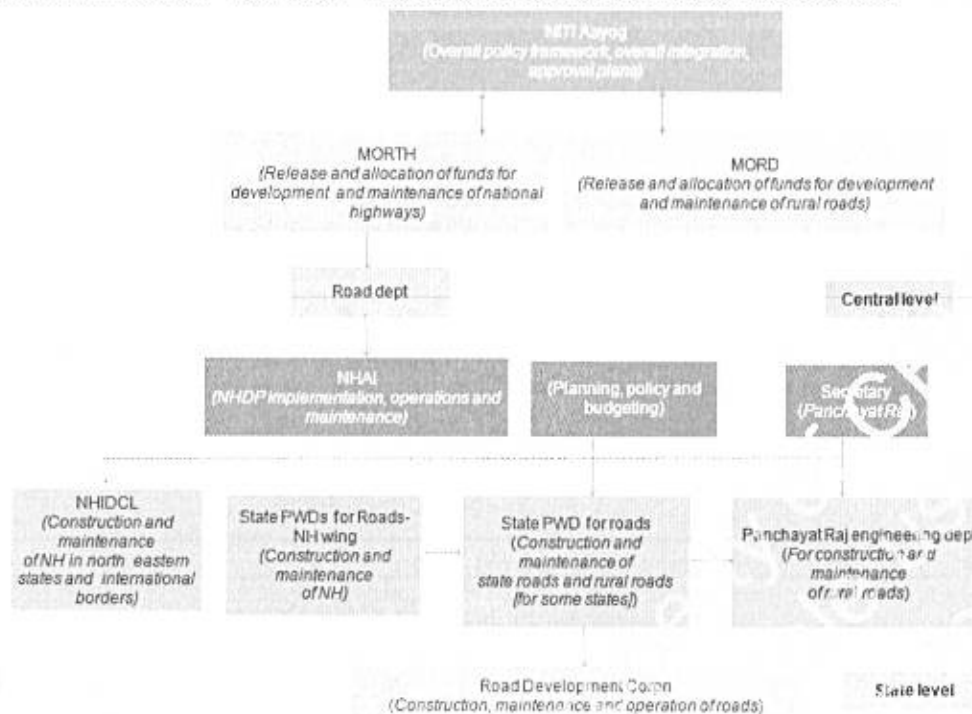 NITI Aayog
(Overall policy framework, overall integration,
approval plans)
MORTH
(Release and allocation of funds for
development and maintenance of national
highways)
MORD
(Release and allocation of funds for development
and maintenance of rural roads)
Road dept
Central level
NHAI
(NHDP implementation, operations and
maintenance)
(Planning, policy and
budgeting)
Secretary
(Panchayat Raj)
NHIDCL
(Construction and
maintenance
of NH in north eastern
states and international
borders)
State PWDs for Roads-
NH wing
(Construction and
maintenance
of NH)
State PWD for roads
(Construction and
maintenance of
state roads and rural roads
[for some states])
Panchayat Raj engineering dep
(For construction and
maintenance
of rural roads)
Road Development Corpn
(Construction, maintenance and operation of roads)
State level